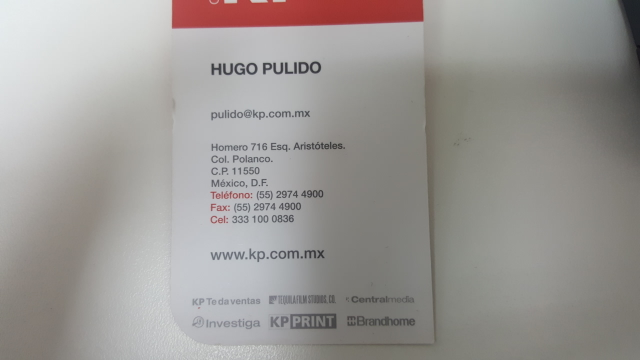 HUGO PULIDO
pulido@kp.com.mx
Homero 716 Esq. Aristóteles.
Col. Polanco.
C.P. 11550
México, D.F.
Teléfono: (55) 2974 4900
Fax: (55) 2974 4900
Cel: 333 100 0836
www.kp.com.mx
KP Te da ventas TEQUILA FILM STUDIOS. CO. Centralmedia
Investiga KP PRINT Brandhome